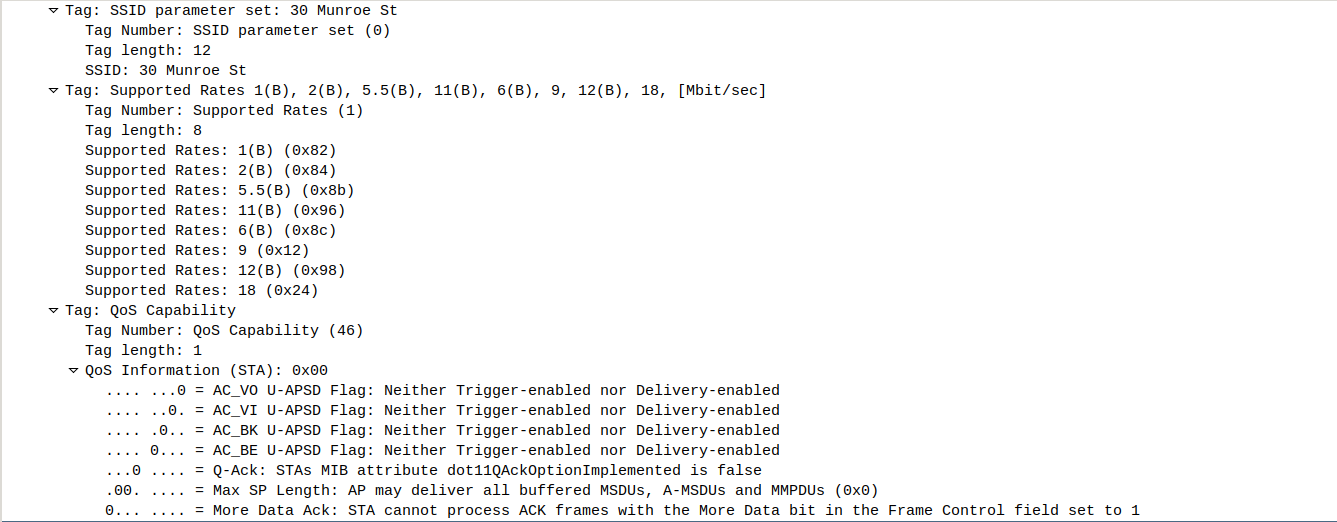 Tag: SSID parameter set: 30 Munroe St
Tag Number: SSID parameter set (0)
Tag length: 12
SSID: 30 Munroe St
Tag: Supported Rates 1(B), 2(B), 5.5(B), 11(B), 6(B), 9, 12(B), 18, [Mbit/sec]
Tag Number: Supported Rates (1)
Tag length: 8
Supported Rates: 1(B) (0x82)
Supported Rates: 2(B) (0x84)
Supported Rates: 5.5(B) (0x8b)
Supported Rates: 11(B) (0x96)
Supported Rates: 6(B) (0x8c)
Supported Rates: 9 (0x12)
Supported Rates: 12(B) (0x98)
Supported Rates: 18 (0x24)
Tag: QoS Capability
Tag Number: QoS Capability (46)
Tag length: 1
QoS Information (STA): 0x00
.... ...0 = AC_VO U-APSD Flag: Neither Trigger-enabled nor Delivery-enabled
.... ..0. = AC_VI U-APSD Flag: Neither Trigger-enabled nor Delivery-enabled
.... .0.. = AC_BK U-APSD Flag: Neither Trigger-enabled nor Delivery-enabled
.... 0... = AC_BE U-APSD Flag: Neither Trigger-enabled nor Delivery-enabled
...0 .... = Q-Ack: STAs MIB attribute dot11QAckOptionImplemented is false
.00. .... = Max SP Length: AP may deliver all buffered MSDUs, A-MSDUs and MMPDUs (0x0)
0... .... = More Data Ack: STA cannot process ACK frames with the More Data bit in the Frame Control field set to 1